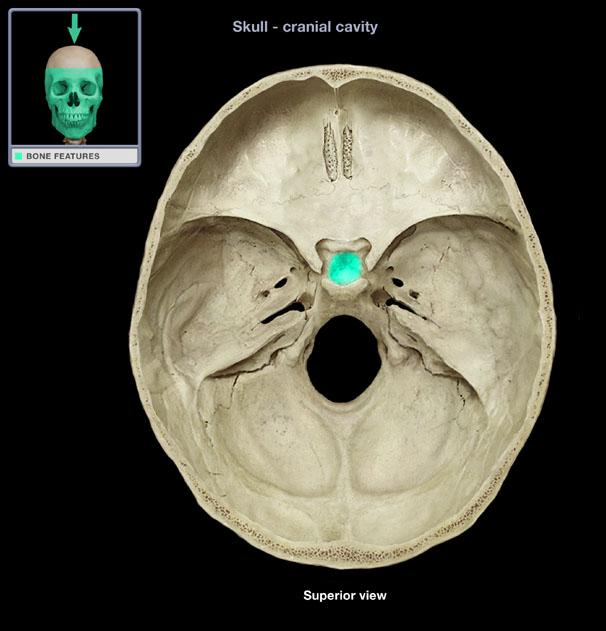 Skull - cranial cavity
BONE FEATURES
Superior view